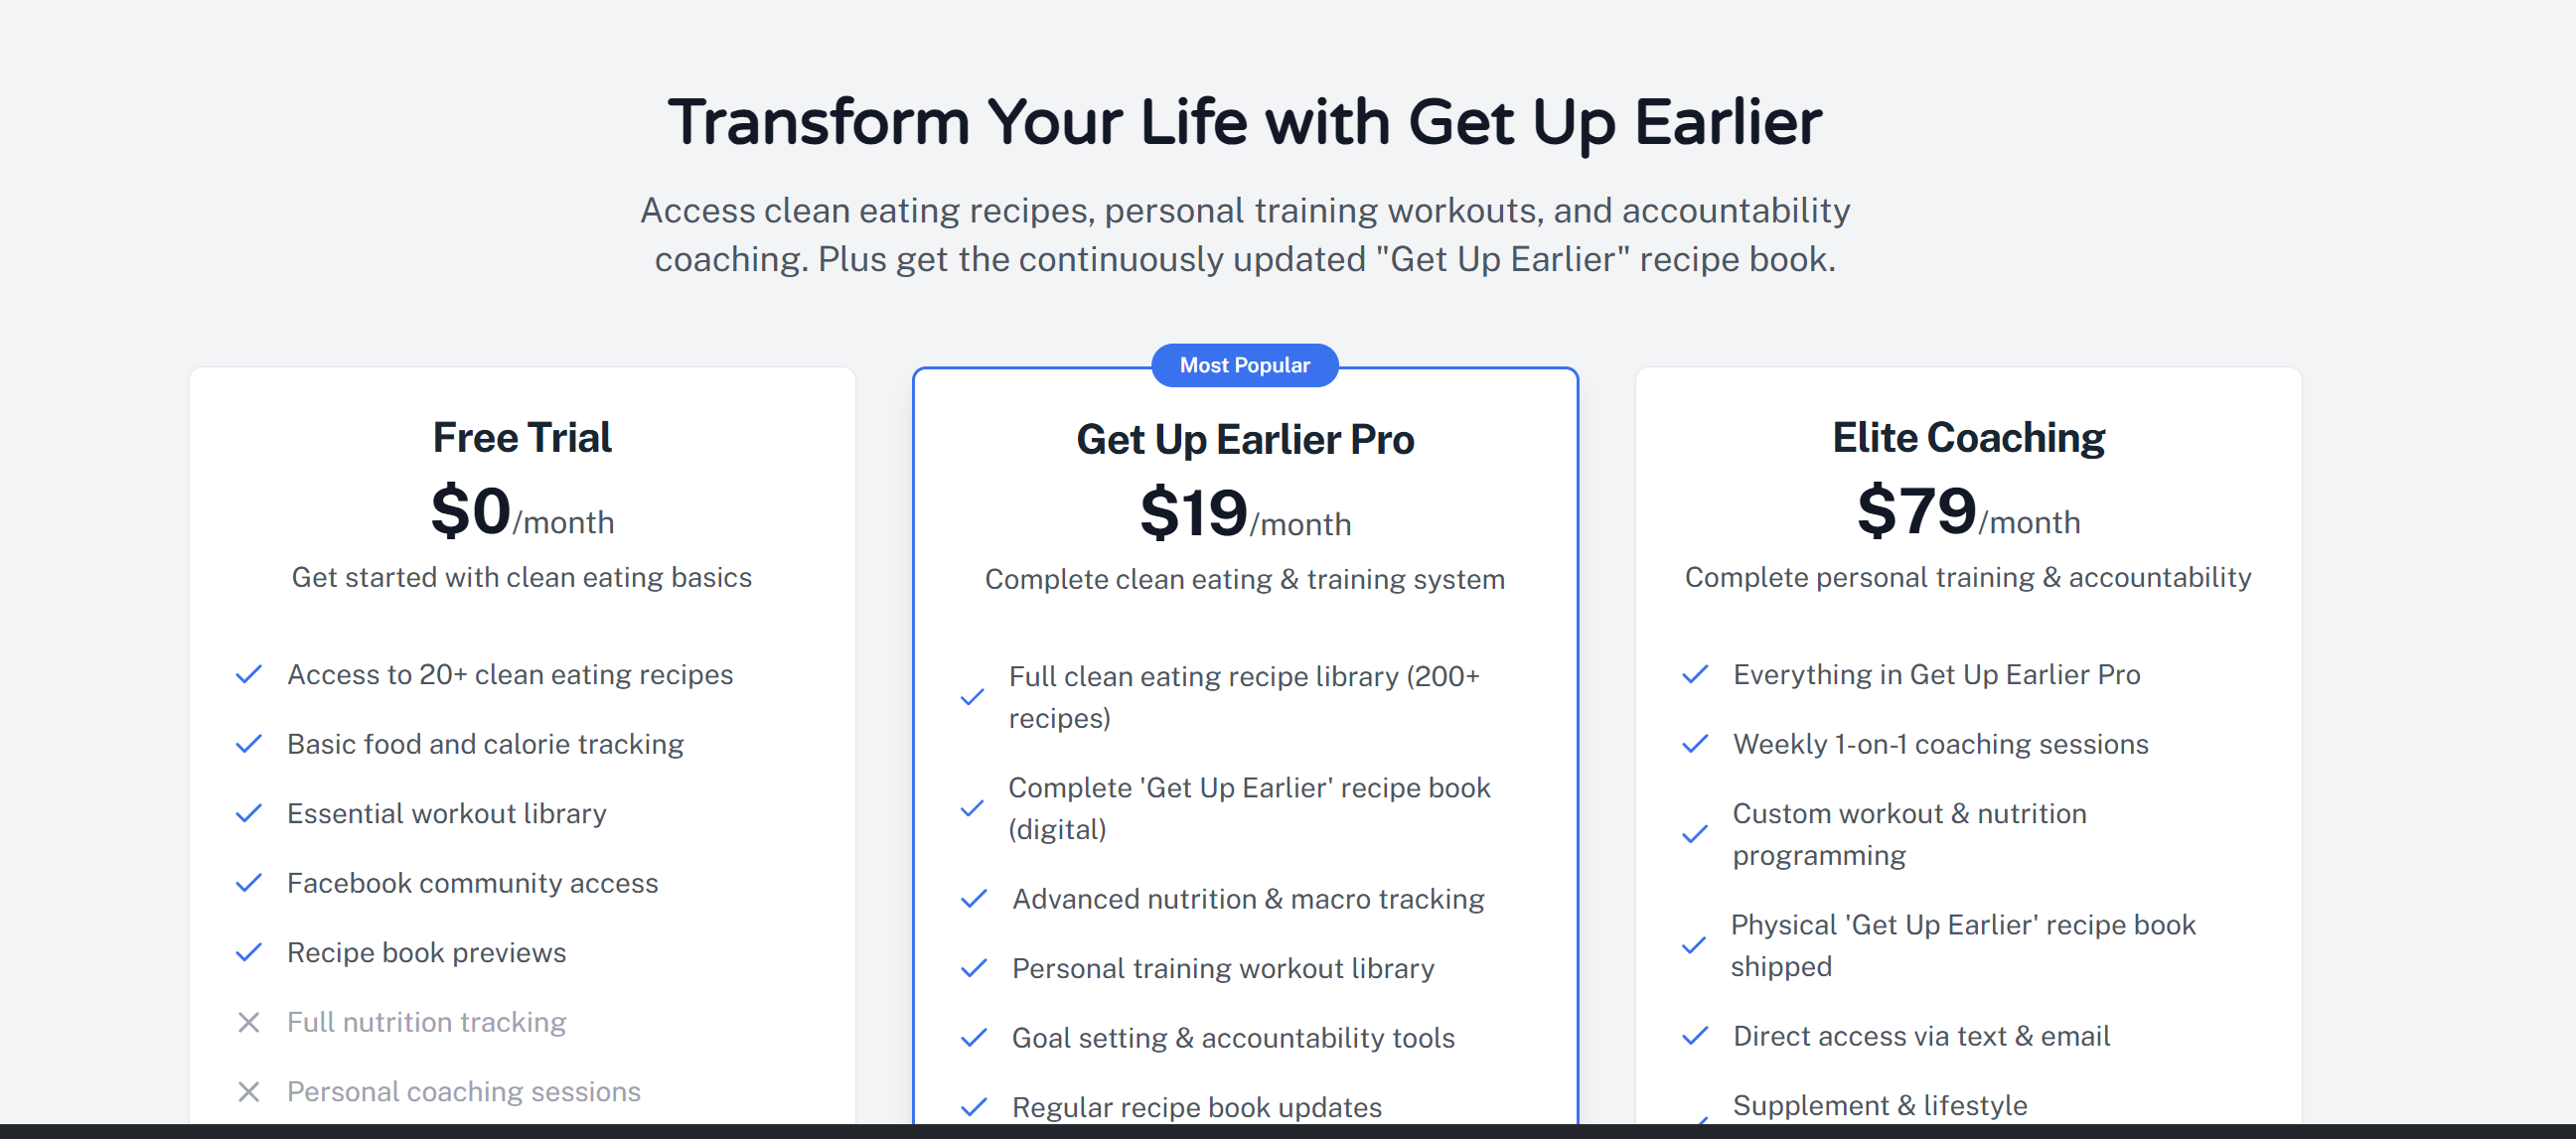 Transform Your Life with Get Up Earlier
Access clean eating recipes, personal training workouts, and accountability
coaching. Plus get the continuously updated "Get Up Earlier" recipe book.
Free Trial
$0/month
Get started with clean eating basics
Access to 20+ clean eating recipes
Basic food and calorie tracking
Essential workout library
Facebook community access
Recipe book previews
Full nutrition tracking
Personal coaching sessions
Most Popular
Get Up Earlier Pro
$19/month
Complete clean eating & training system
Full clean eating recipe library (200+
recipes)
Complete 'Get Up Earlier' recipe book
(digital)
Advanced nutrition & macro tracking
Personal training workout library
Goal setting & accountability tools
Regular recipe book updates
Elite Coaching
$79/month
Complete personal training & accountability
Everything in Get Up Earlier Pro
Weekly 1-on-1 coaching sessions
Custom workout & nutrition
programming
Physical 'Get Up Earlier' recipe book
shipped
Direct access via text & email
Supplement & lifestyle